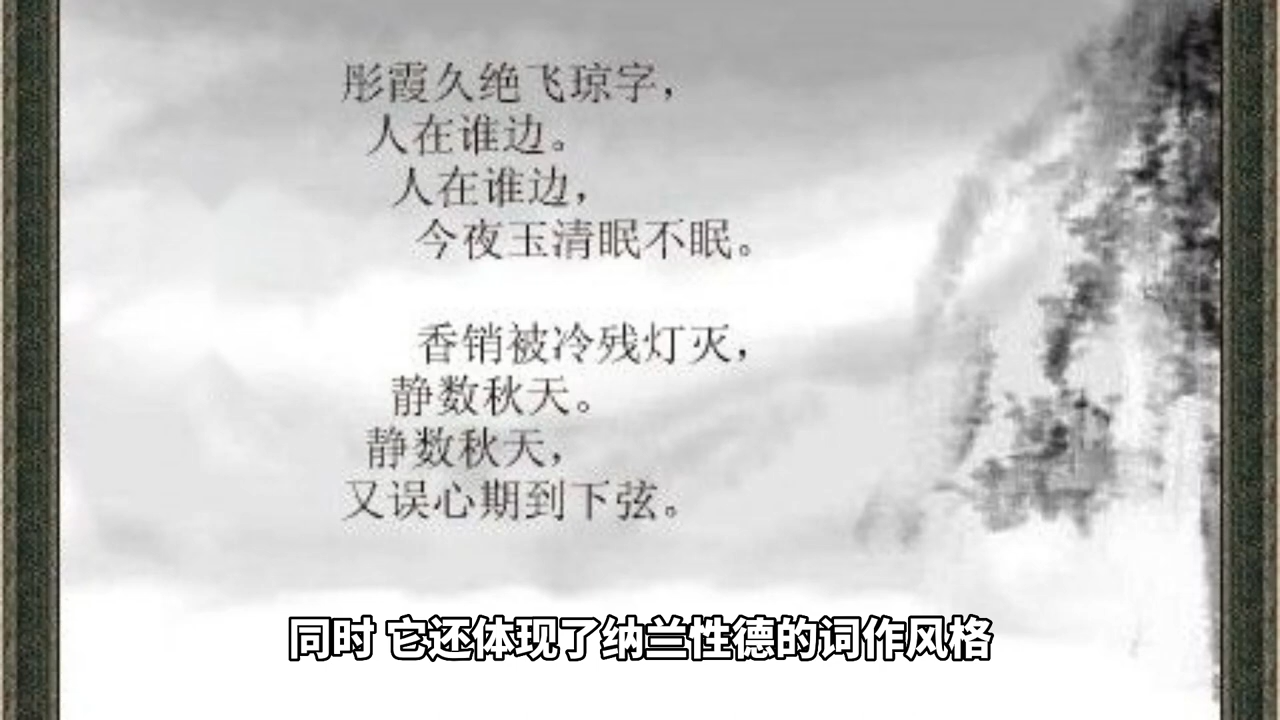 彤霞久绝飞琼字，
人在谁边。
人在谁边，
今夜玉清眠不眠。
香销被冷残灯灭，
静数秋天。
静数秋天，
又误心期到下弦。
同时 它还体现了纳兰性德的词作风格